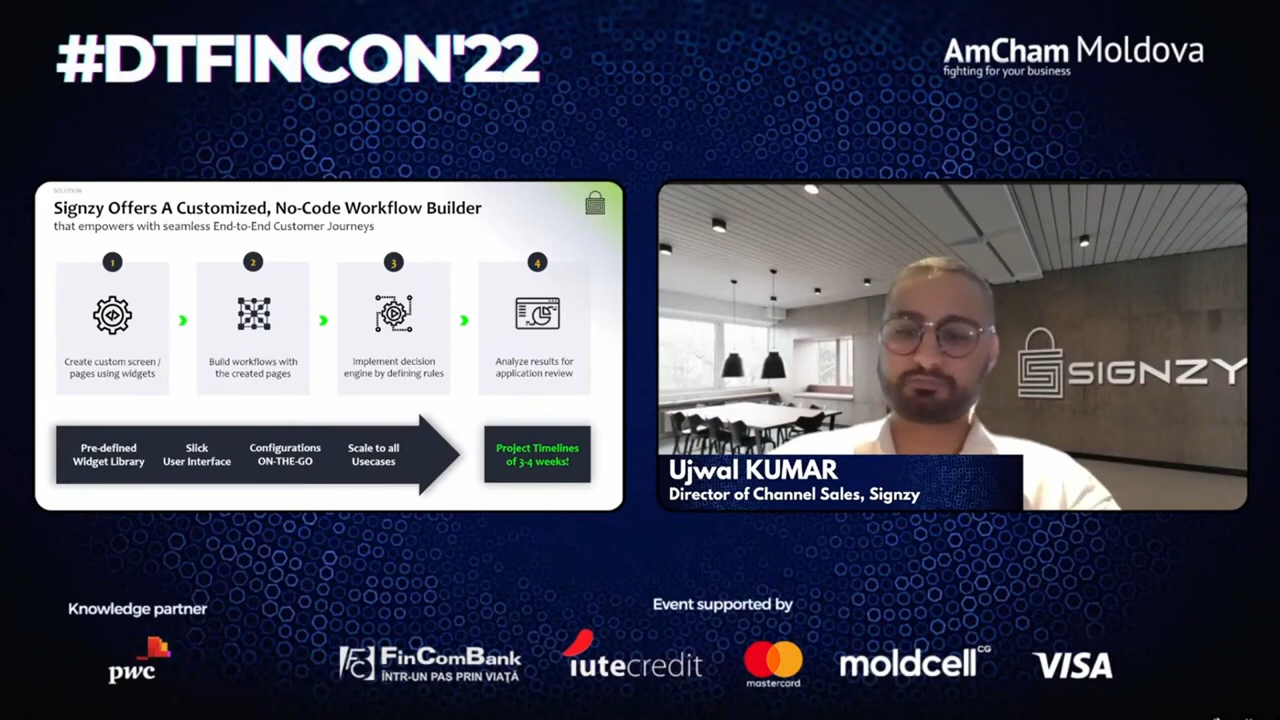 #DTFINCON'22
AmCham Moldova
fighting for your business
SOLUTION
Signzy Offers A Customized, No-Code Workflow Builder
that empowers with seamless End-to-End Customer Journeys
1
2
3
4
Create custom screen /
pages using widgets
Build workflows with
the created pages
Implement decision
engine by defining rules
Analyze results for
application review
Pre-defined
Widget Library
Slick
User Interface
Configurations
ON-THE-GO
Scale to all
Usecases
Project Timelines
of 3-4 weeks!
SIGNZY
Ujwal KUMAR
Director of Channel Sales, Signzy
Knowledge partner
Event supported by
pwc
FinComBank
ÎNTR-UN PAS PRIN VIAȚĂ
iutecredit
mastercard
moldcell CG
VISA